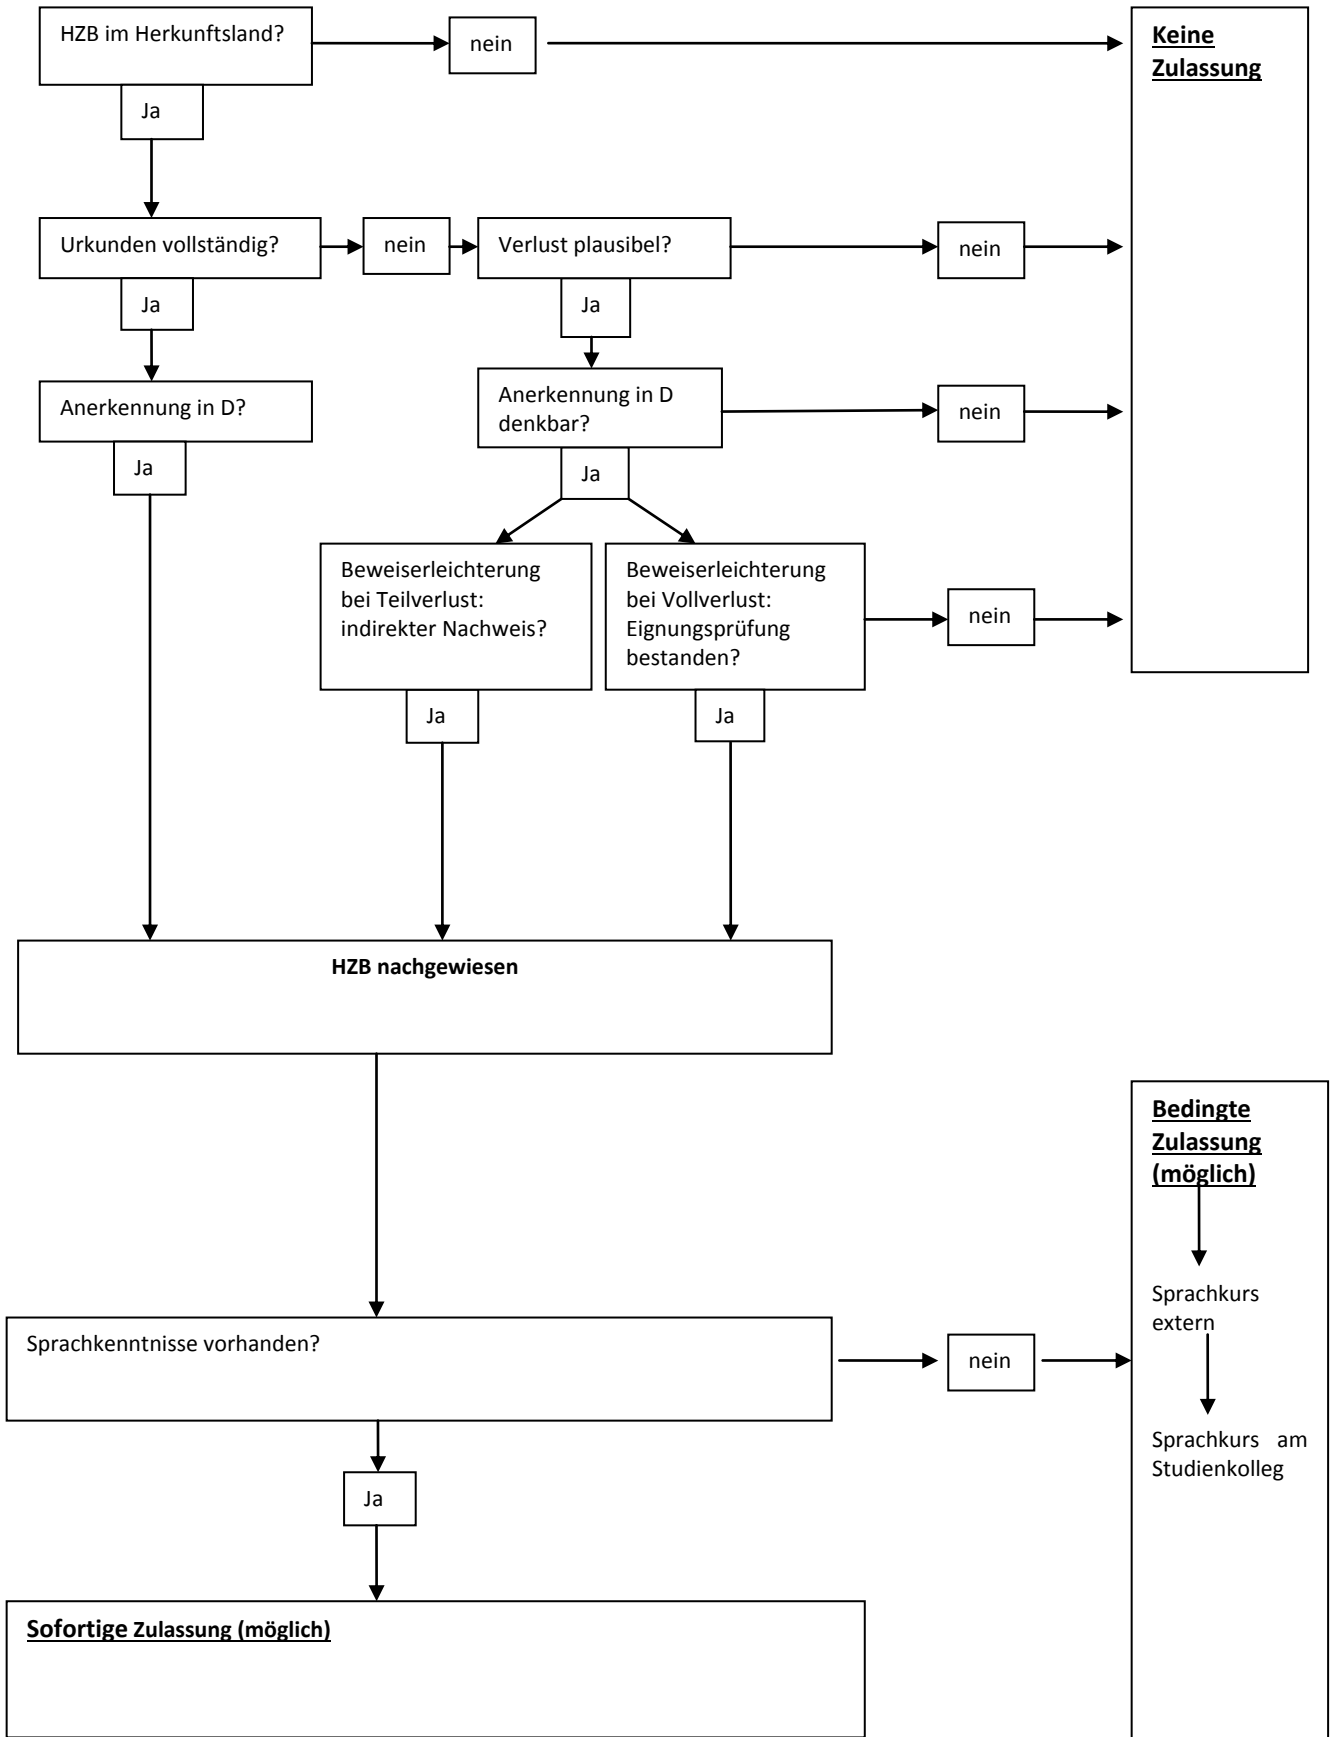 HZB im Herkunftsland?
nein
Keine
Zulassung
Ja
Urkunden vollständig?
nein
Verlust plausibel?
nein
Ja
Ja
Anerkennung in D?
Anerkennung in D
denkbar?
nein
Ja
Ja
Beweiserleichterung
bei Teilverlust:
indirekter Nachweis?
Beweiserleichterung
bei Vollverlust:
Eignungsprüfung
bestanden?
nein
Ja
Ja
HZB nachgewiesen
Bedingte
Zulassung
(möglich)
Sprachkurs
extern
Sprachkurs am
Studienkolleg
Sprachkenntnisse vorhanden?
nein
Ja
Sofortige Zulassung (möglich)